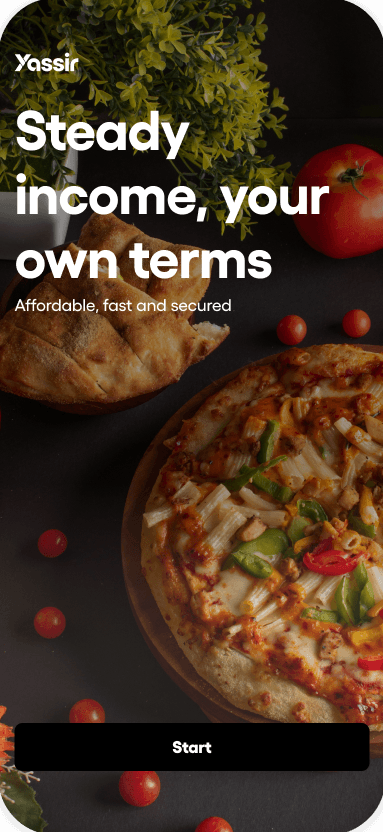 Yassir
Steady
income, your
own terms
Affordable, fast and secured
Start